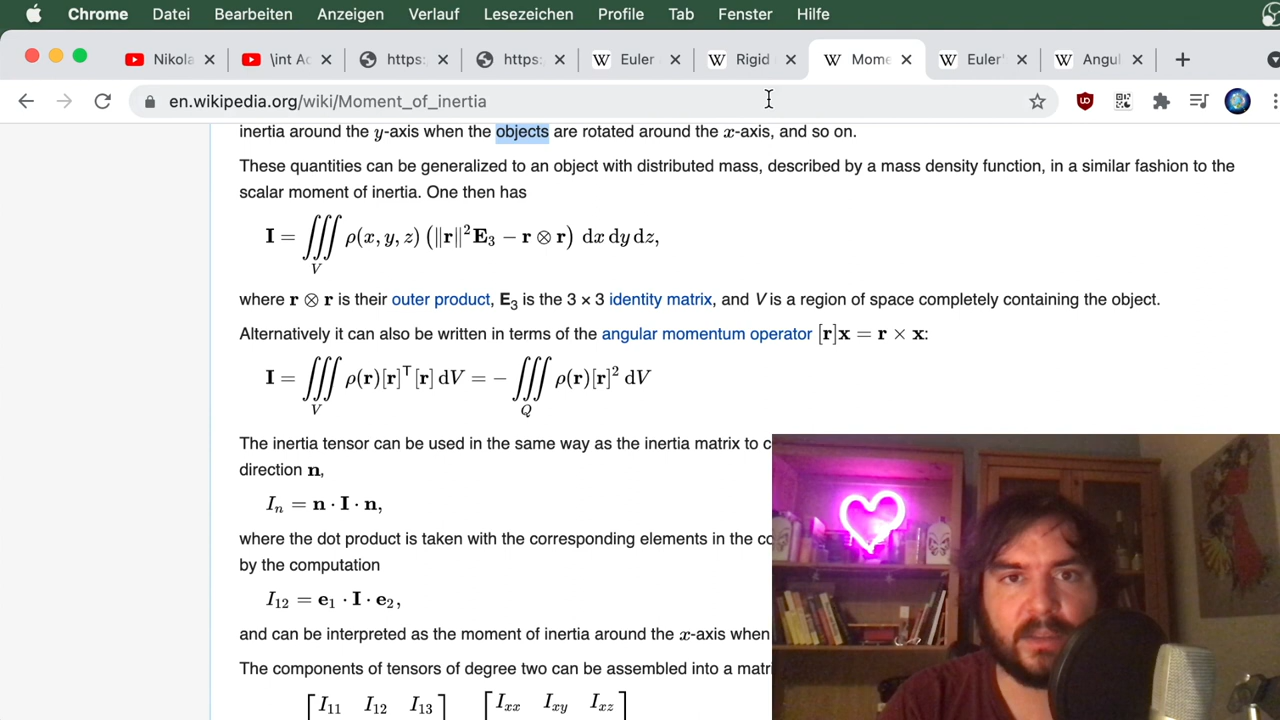 Chrome Datei Bearbeiten Anzeigen Verlauf Lesezeichen Profile Tab Fenster Hilfe
Nikola \int Ac https: https: Euler Rigid Mome Euler' Angul
en.wikipedia.org/wiki/Moment_of_inertia
inertia around the y-axis when the objects are rotated around the x-axis, and so on.
These quantities can be generalized to an object with distributed mass, described by a mass density function, in a similar fashion to the
scalar moment of inertia. One then has
I = ∭_V ρ(x, y, z) (‖r‖² E₃ − r ⊗ r) dx dy dz,
where r ⊗ r is their outer product, E₃ is the 3 × 3 identity matrix, and V is a region of space completely containing the object.
Alternatively it can also be written in terms of the angular momentum operator [r]x = r × x:
I = ∭_V ρ(r)[r]ᵀ[r] dV = − ∭_Q ρ(r)[r]² dV
The inertia tensor can be used in the same way as the inertia matrix to c
direction n,
Iₙ = n · I · n,
where the dot product is taken with the corresponding elements in the co
by the computation
I₁₂ = e₁ · I · e₂,
and can be interpreted as the moment of inertia around the x-axis when
The components of tensors of degree two can be assembled into a matri
I₁₁ I₁₂ I₁₃ Iₓₓ Iₓᵧ I_xz